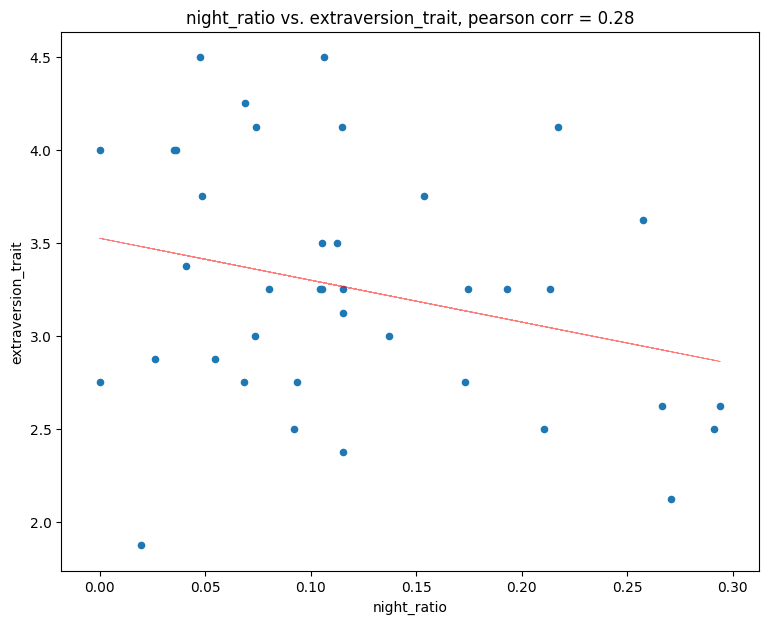 night_ratio vs. extraversion_trait, pearson corr = 0.28
extraversion_trait
4.5
4.0
3.5
3.0
2.5
2.0
0.00 0.05 0.10 0.15 0.20 0.25 0.30
night_ratio